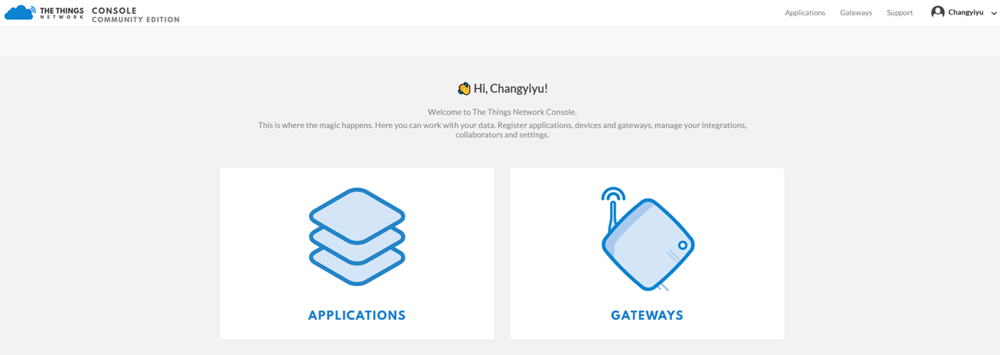 THE THINGS
NETWORK
CONSOLE
COMMUNITY EDITION
Applications
Gateways
Support
Changyiyu
Hi, Changyiyu!
Welcome to The Things Network Console.
This is where the magic happens. Here you can work with your data. Register applications, devices and gateways, manage your integrations,
collaborators and settings.
APPLICATIONS
GATEWAYS